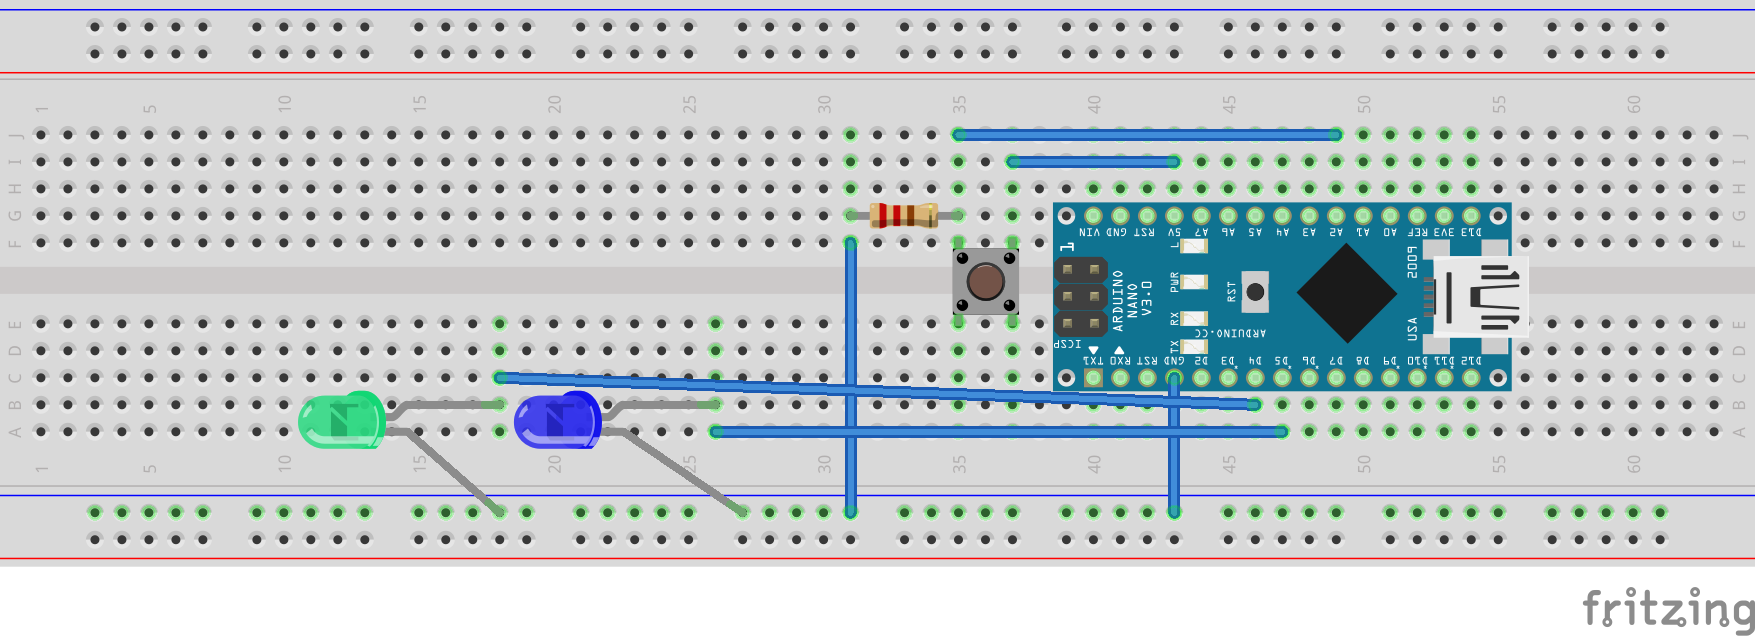 1 5 10 15 20 25 30 35 40 45 50 55 60
J J
I I
H H
G G
F F
VIN GND RST 5V A7 A6 A5 A4 A3 A2 A1 A0 REF 3V3 D13
1
L
PWR
RX
TX
RST
ARDUINO
NANO
V3.0
ARDUINO.CC
2009
USA
ICSP
TX1 RX0 RST GND D2 D3 D4 D5 D6 D7 D8 D9 D10 D11 D12
E E
D D
C C
B B
A A
1 5 10 15 20 25 30 35 40 45 50 55 60
fritzing